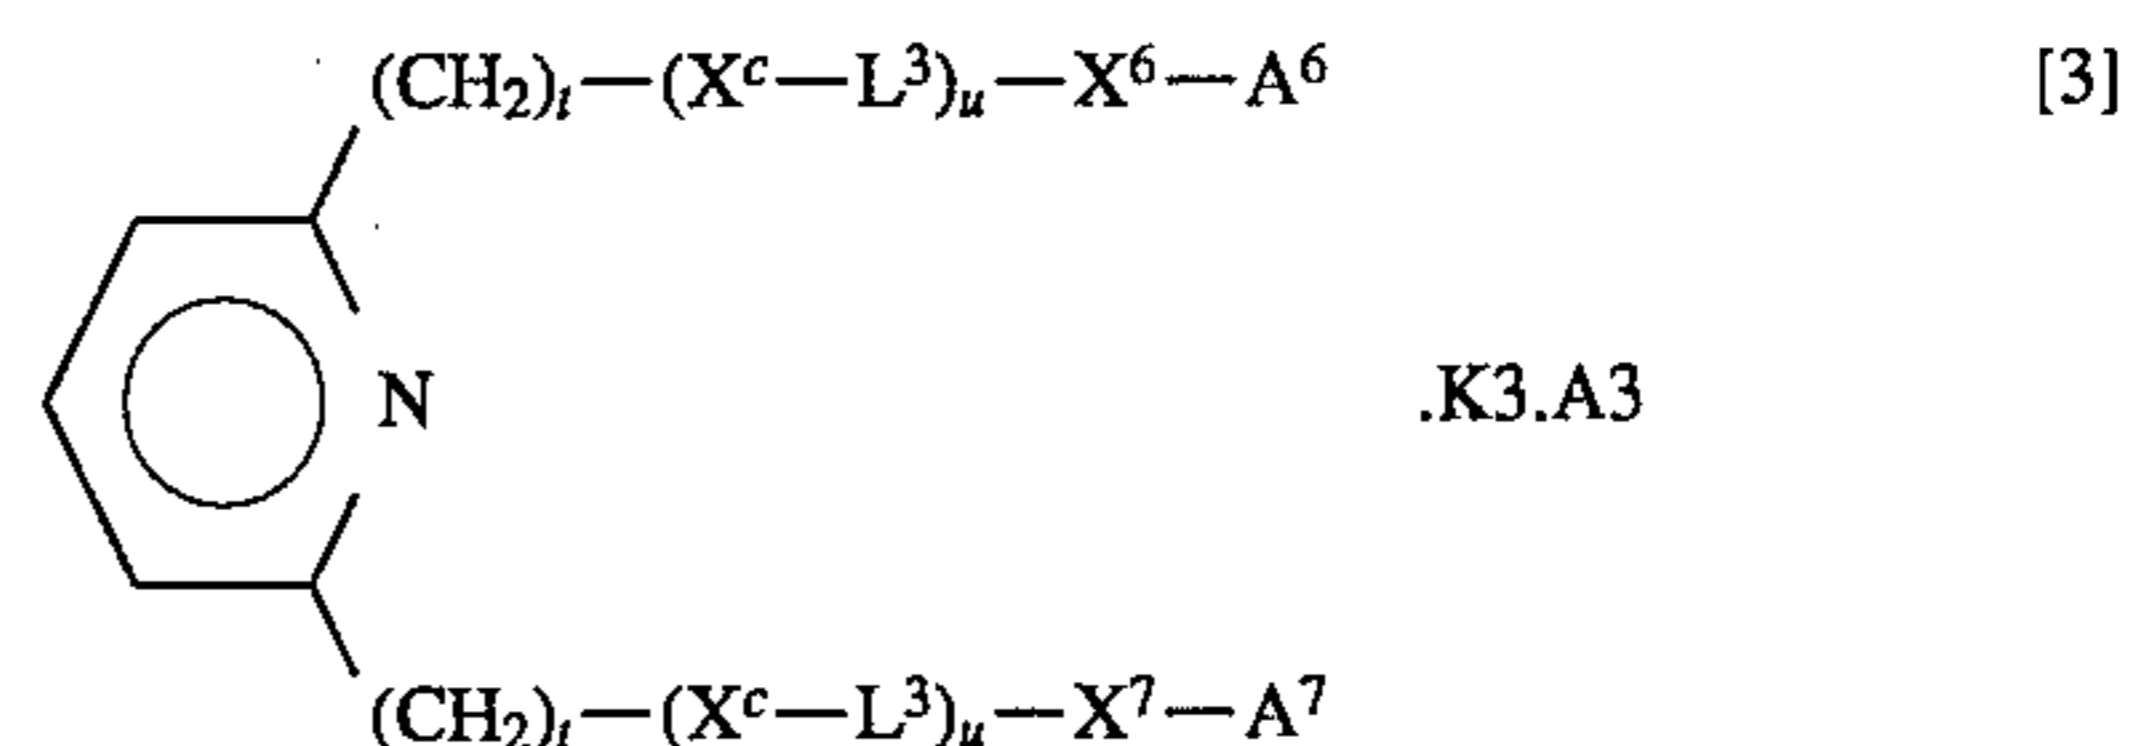 (CH₂)ₜ—(Xᶜ—L³)ᵤ—X⁶—A⁶ [3]
N .K3.A3
(CH₂)ₜ—(Xᶜ—L³)ᵤ—X⁷—A⁷